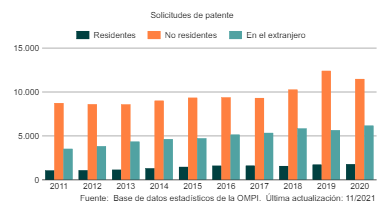 Solicitudes de patente
Residentes No residentes En el extranjero
15.000
10.000
5.000
0
2011 2012 2013 2014 2015 2016 2017 2018 2019 2020
Fuente: Base de datos estadísticos de la OMPI. Última actualización: 11/2021